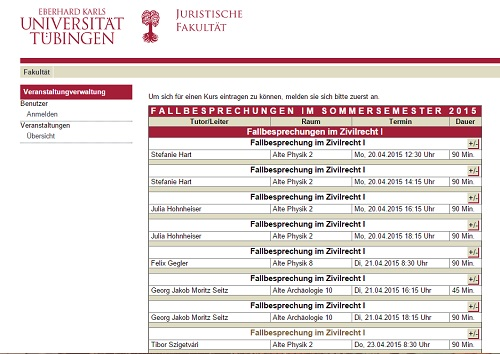 EBERHARD KARLS
UNIVERSITÄT
TÜBINGEN
JURISTISCHE
FAKULTÄT
Fakultät
Veranstaltungverwaltung
Benutzer
Anmelden
Veranstaltungen
Übersicht
Um sich für einen Kurs eintragen zu können, melden sie sich bitte zuerst an.
FALLBESPRECHUNGEN IM SOMMERSEMESTER 2015
Tutor/Leiter Raum Termin Dauer
Fallbesprechungen im Zivilrecht I
Fallbesprechung im Zivilrecht I +/-
Stefanie Hart Alte Physik 2 Mo, 20.04.2015 12:30 Uhr 90 Min.
Fallbesprechung im Zivilrecht I +/-
Stefanie Hart Alte Physik 2 Mo, 20.04.2015 14:15 Uhr 90 Min.
Fallbesprechung im Zivilrecht I +/-
Julia Hohnheiser Alte Physik 2 Mo, 20.04.2015 16:15 Uhr 90 Min.
Fallbesprechung im Zivilrecht I +/-
Julia Hohnheiser Alte Physik 2 Mo, 20.04.2015 18:15 Uhr 90 Min.
Fallbesprechung im Zivilrecht I +/-
Felix Gegler Alte Physik 8 Di, 21.04.2015 8:30 Uhr 90 Min.
Fallbesprechung im Zivilrecht I +/-
Georg Jakob Moritz Seitz Alte Archäologie 10 Di, 21.04.2015 16:15 Uhr 45 Min.
Fallbesprechung im Zivilrecht I +/-
Georg Jakob Moritz Seitz Alte Archäologie 10 Di, 21.04.2015 18:15 Uhr 90 Min.
Fallbesprechung im Zivilrecht I +/-
Tibor Szigetvári Alte Physik 2 Do, 23.04.2015 8:30 Uhr 90 Min.